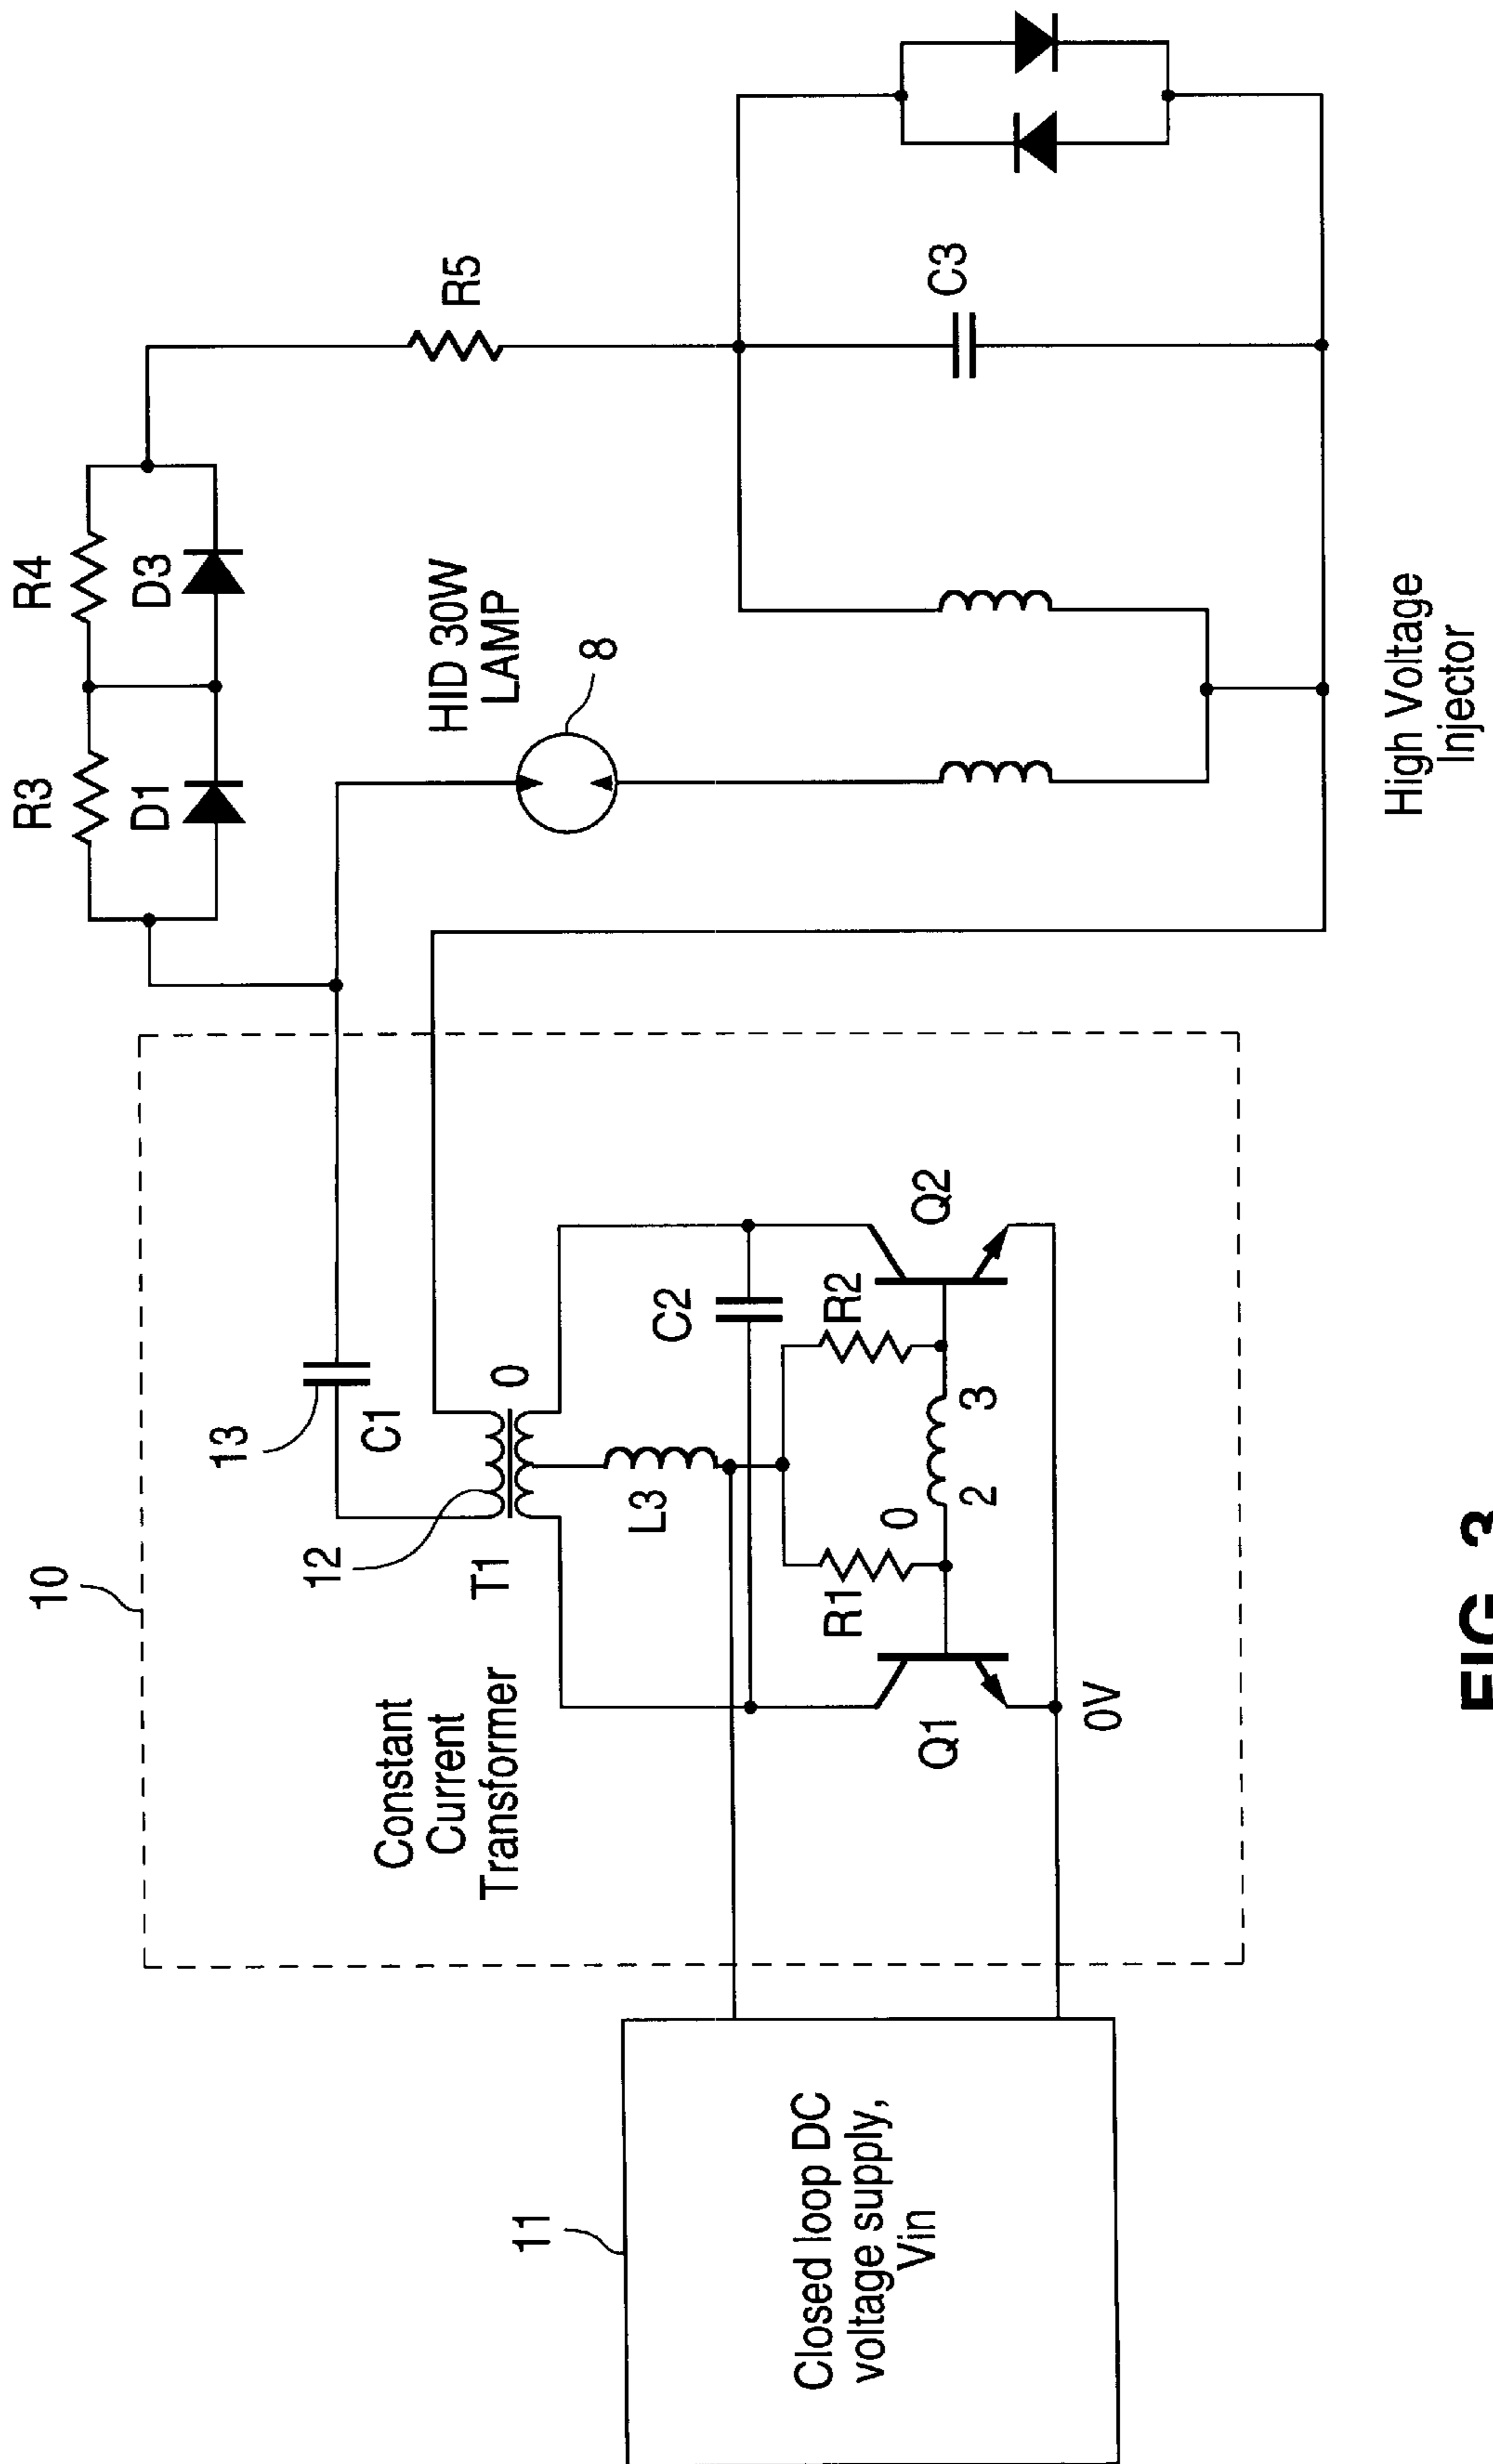 11
Closed loop DC
voltage supply,
Vin
10
Constant
Current
Transformer
12
T1
13
C1
0
L3
C2
R1
0
2
3
R2
Q1
Q2
0V
R3
R4
D1
D3
HID 30W
LAMP
8
R5
C3
High Voltage
Injector
FIG. 3